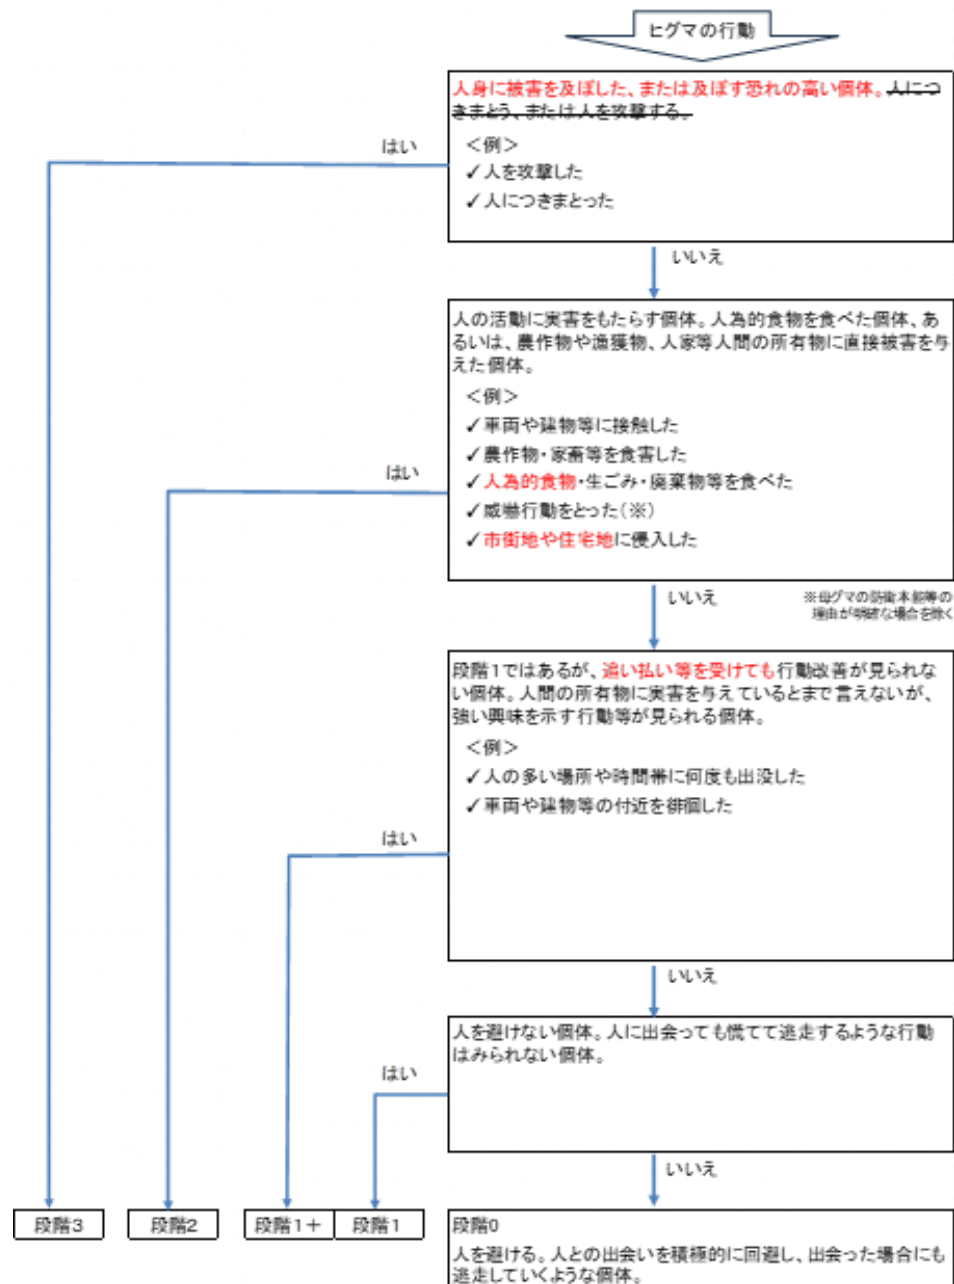 ヒグマの行動
人身に被害を及ぼした、または及ぼす恐れの高い個体。人につ
きまとう、または人を攻撃する。
はい
＜例＞
✓人を攻撃した
✓人につきまとった
いいえ
人の活動に実害をもたらす個体。人為的食物を食べた個体、あ
るいは、農作物や漁獲物、人家等人間の所有物に直接被害を与
えた個体。
＜例＞
✓車両や建物等に接触した
✓農作物・家畜等を食害した
はい
✓人為的食物・生ごみ・廃棄物等を食べた
✓威嚇行動をとった(※)
✓市街地や住宅地に侵入した
いいえ
※母グマの防衛本能等の
理由が明確な場合を除く
段階1ではあるが、追い払い等を受けても行動改善が見られな
い個体。人間の所有物に実害を与えているとまで言えないが、
強い興味を示す行動等が見られる個体。
＜例＞
✓人の多い場所や時間帯に何度も出没した
✓車両や建物等の付近を徘徊した
はい
いいえ
人を避けない個体。人に出会っても慌てて逃走するような行動
はみられない個体。
はい
いいえ
段階3
段階2
段階1＋
段階1
段階0
人を避ける。人との出会いを積極的に回避し、出会った場合にも
逃走していくような個体。